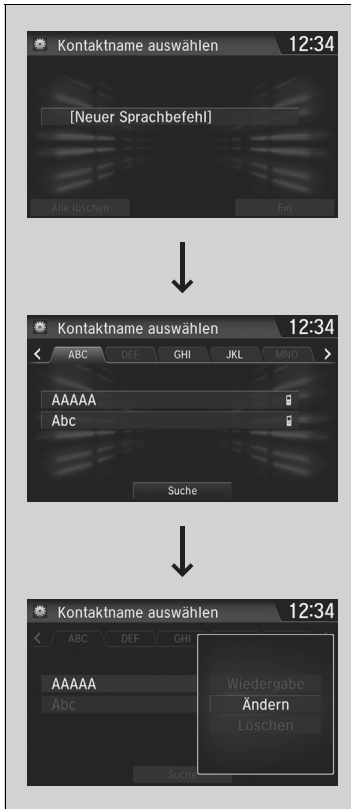 Kontaktname auswählen 12:34
[Neuer Sprachbefehl]
Alle löschen Ein
Kontaktname auswählen 12:34
ABC DEF GHI JKL MNO
AAAAA
Abc
Suche
Kontaktname auswählen 12:34
ABC DEF GHI
AAAAA
Abc
Wiedergabe
Ändern
Löschen
Suche